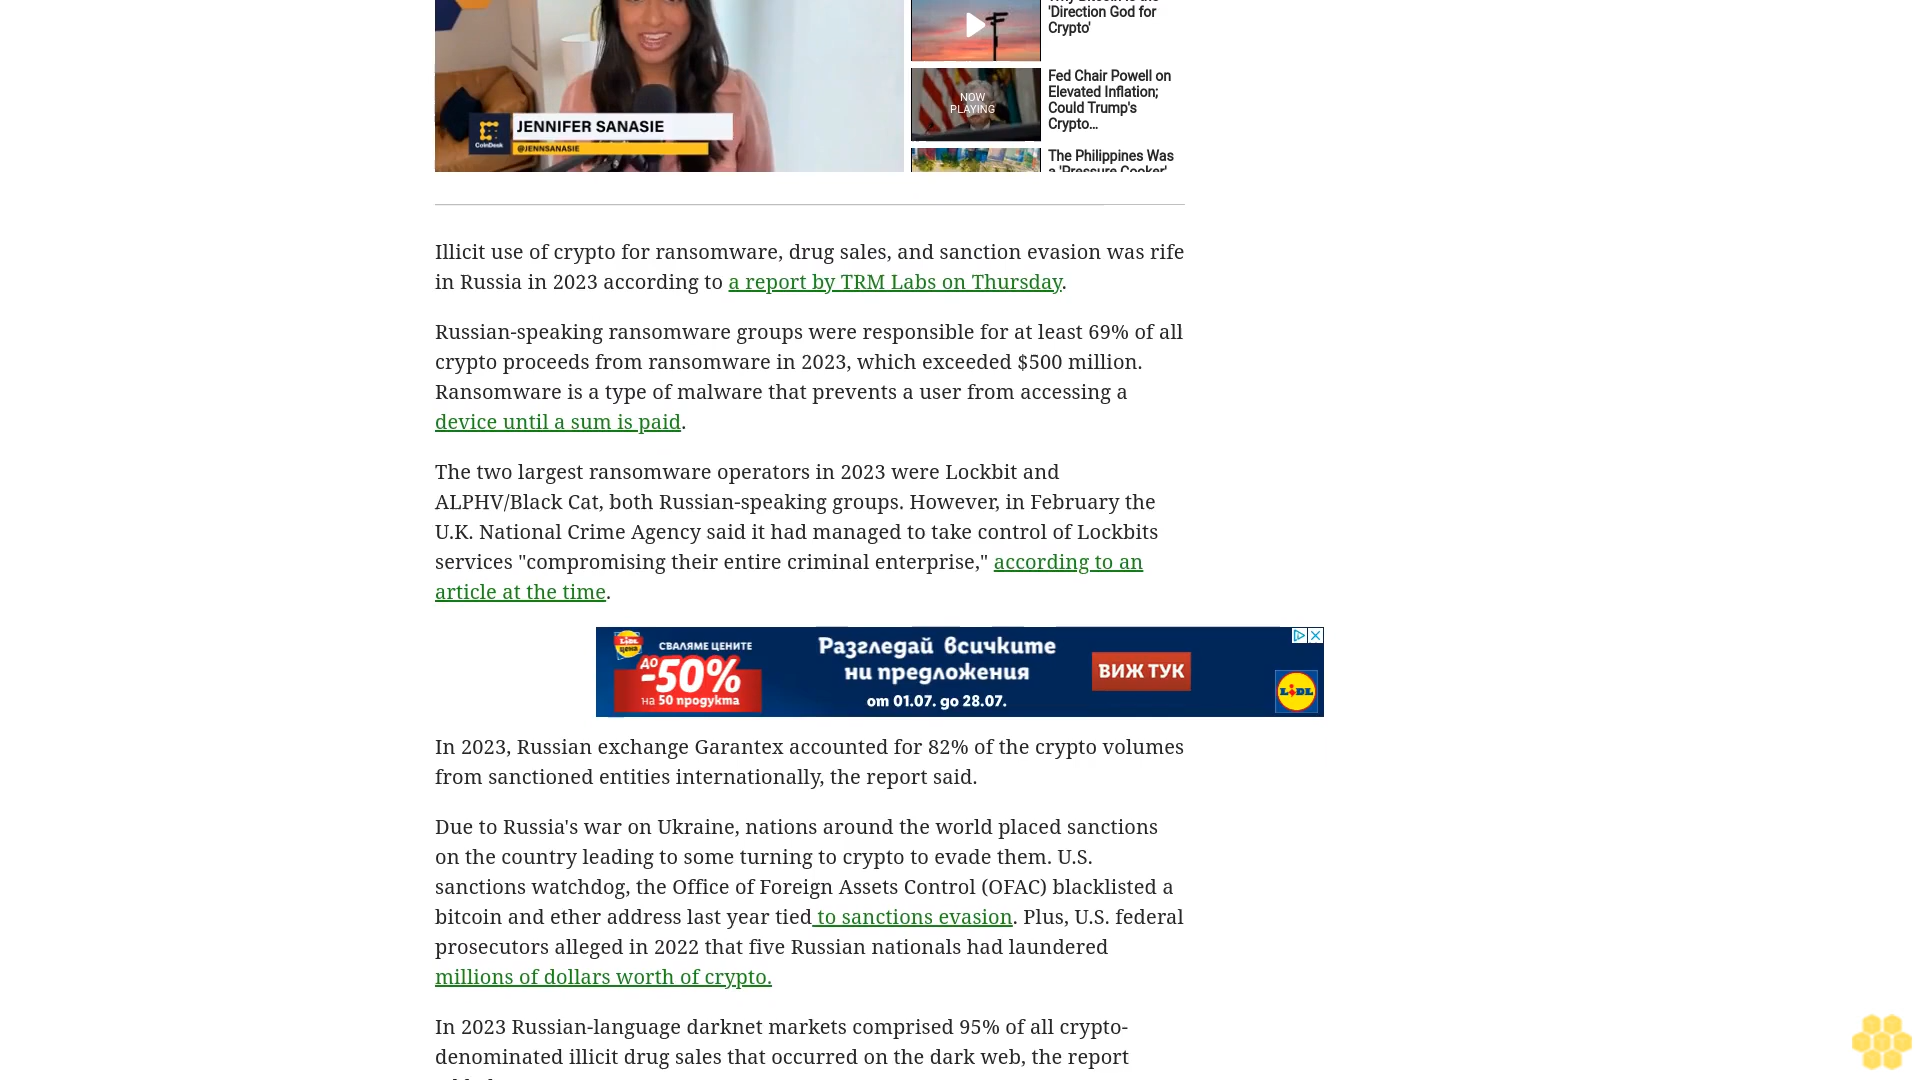 'Direction God for
Crypto'
NOW
PLAYING
Fed Chair Powell on
Elevated Inflation;
Could Trump's
Crypto...
JENNIFER SANASIE
CoinDesk
@JENNSANASIE
The Philippines Was
a 'Pressure Cooker'
Illicit use of crypto for ransomware, drug sales, and sanction evasion was rife
in Russia in 2023 according to a report by TRM Labs on Thursday.
Russian-speaking ransomware groups were responsible for at least 69% of all
crypto proceeds from ransomware in 2023, which exceeded $500 million.
Ransomware is a type of malware that prevents a user from accessing a
device until a sum is paid.
The two largest ransomware operators in 2023 were Lockbit and
ALPHV/Black Cat, both Russian-speaking groups. However, in February the
U.K. National Crime Agency said it had managed to take control of Lockbits
services "compromising their entire criminal enterprise," according to an
article at the time.
LIDL
цена
СВАЛЯМЕ ЦЕНИТЕ
ДО
-50%
на 50 продукта
Разгледай всичките
ни предложения
от 01.07. до 28.07.
ВИЖ ТУК
LIDL
In 2023, Russian exchange Garantex accounted for 82% of the crypto volumes
from sanctioned entities internationally, the report said.
Due to Russia's war on Ukraine, nations around the world placed sanctions
on the country leading to some turning to crypto to evade them. U.S.
sanctions watchdog, the Office of Foreign Assets Control (OFAC) blacklisted a
bitcoin and ether address last year tied to sanctions evasion. Plus, U.S. federal
prosecutors alleged in 2022 that five Russian nationals had laundered
millions of dollars worth of crypto.
In 2023 Russian-language darknet markets comprised 95% of all crypto-
denominated illicit drug sales that occurred on the dark web, the report